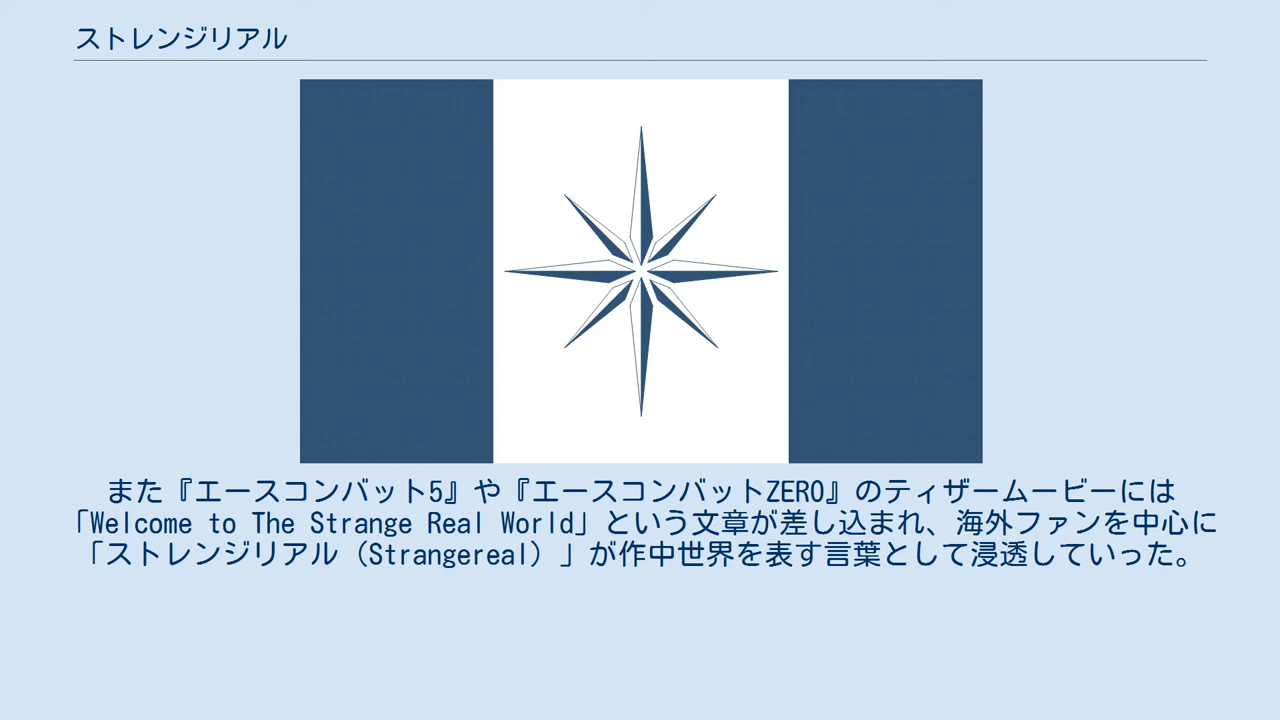 ストレンジリアル
また『エースコンバット5』や『エースコンバットZERO』のティザームービーには
「Welcome to The Strange Real World」という文章が差し込まれ、海外ファンを中心に
「ストレンジリアル（Strangereal）」が作中世界を表す言葉として浸透していった。